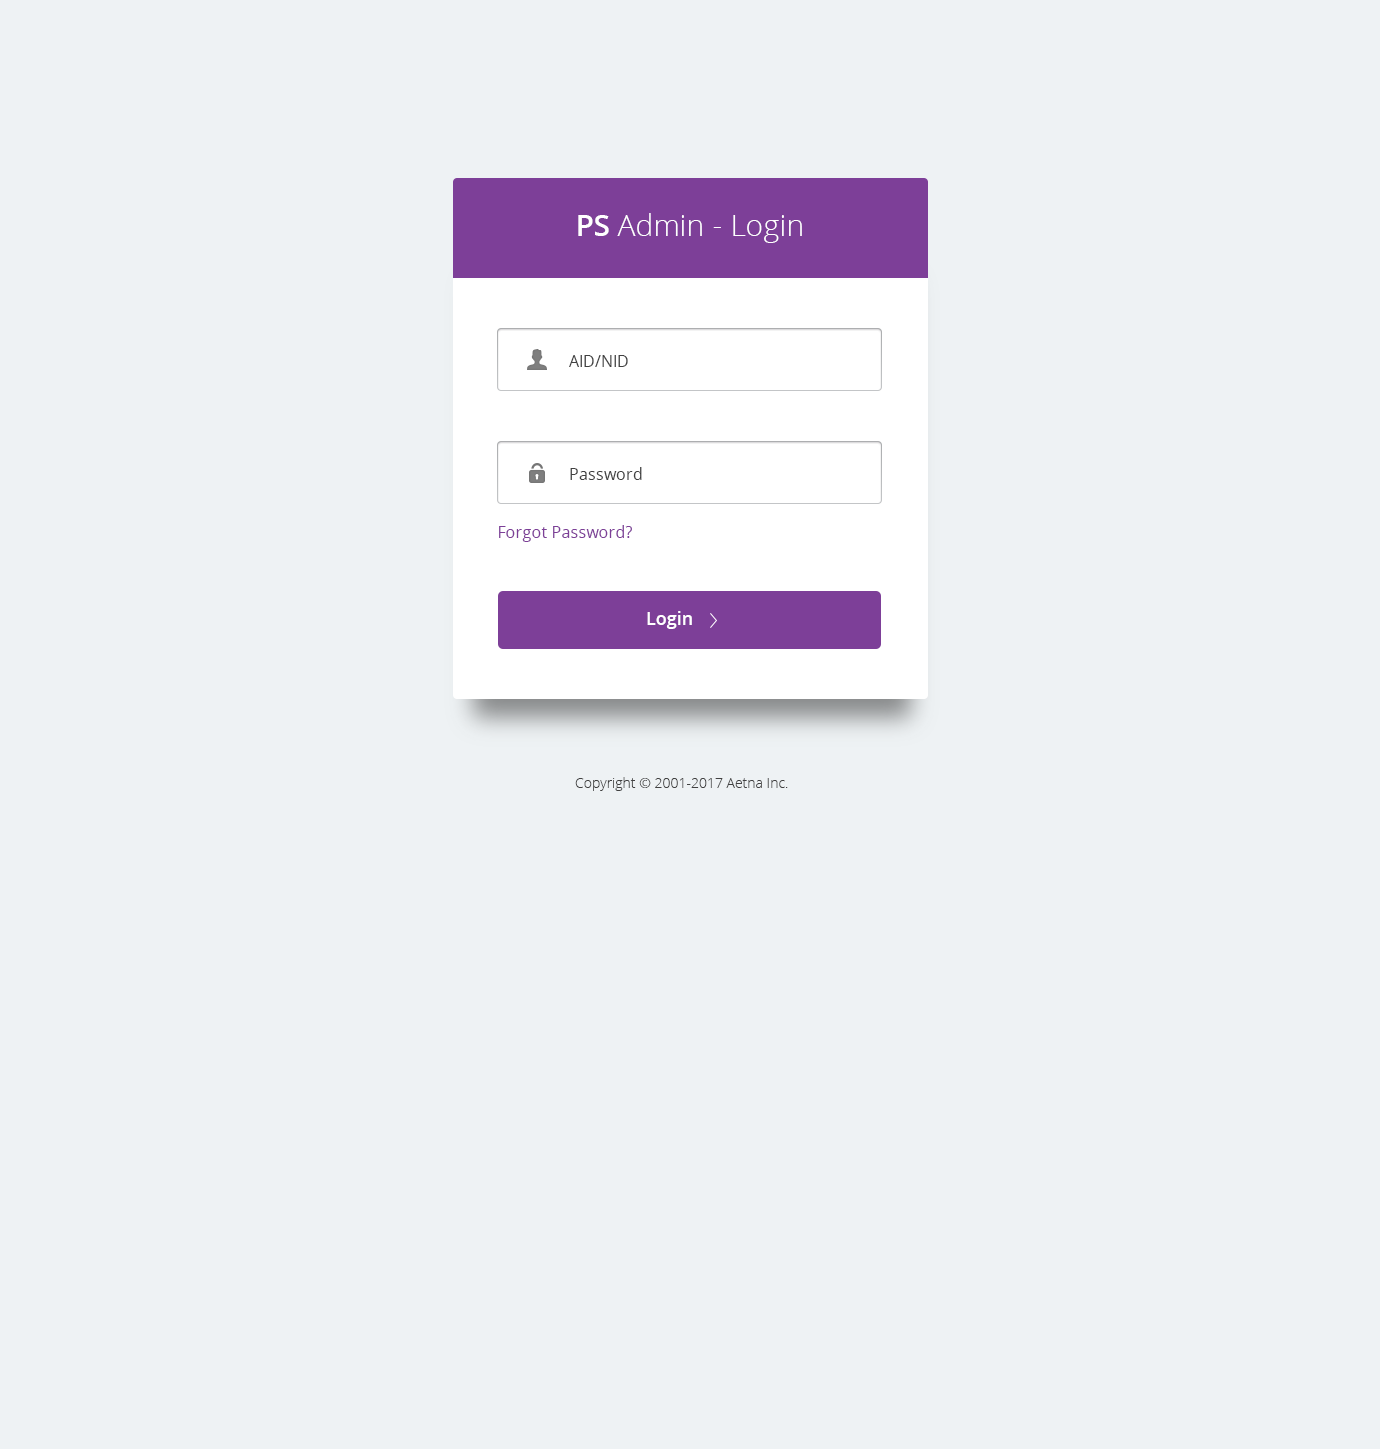 PS Admin - Login
AID/NID
Password
Forgot Password?
Login
Copyright © 2001-2017 Aetna Inc.